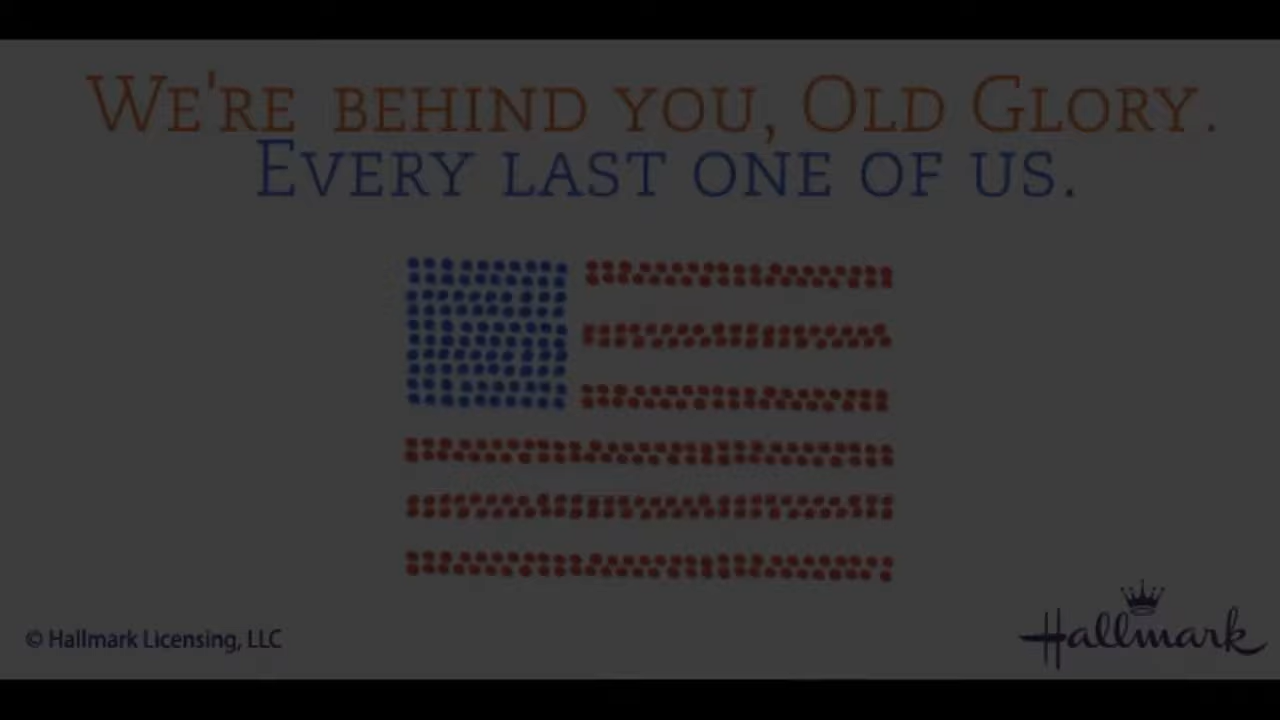 WE'RE BEHIND YOU, OLD GLORY.
EVERY LAST ONE OF US.
© Hallmark Licensing, LLC
Hallmark